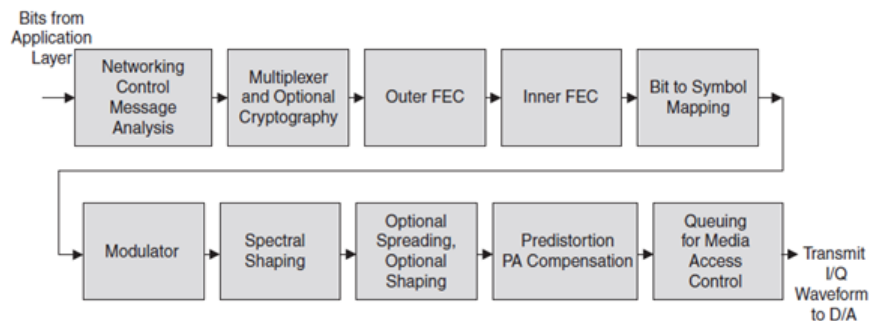 Bits from
Application
Layer
Networking
Control
Message
Analysis
Multiplexer
and Optional
Cryptography
Outer FEC
Inner FEC
Bit to Symbol
Mapping
Modulator
Spectral
Shaping
Optional
Spreading,
Optional
Shaping
Predistortion
PA Compensation
Queuing
for Media
Access
Control
Transmit
I/Q
Waveform
to D/A